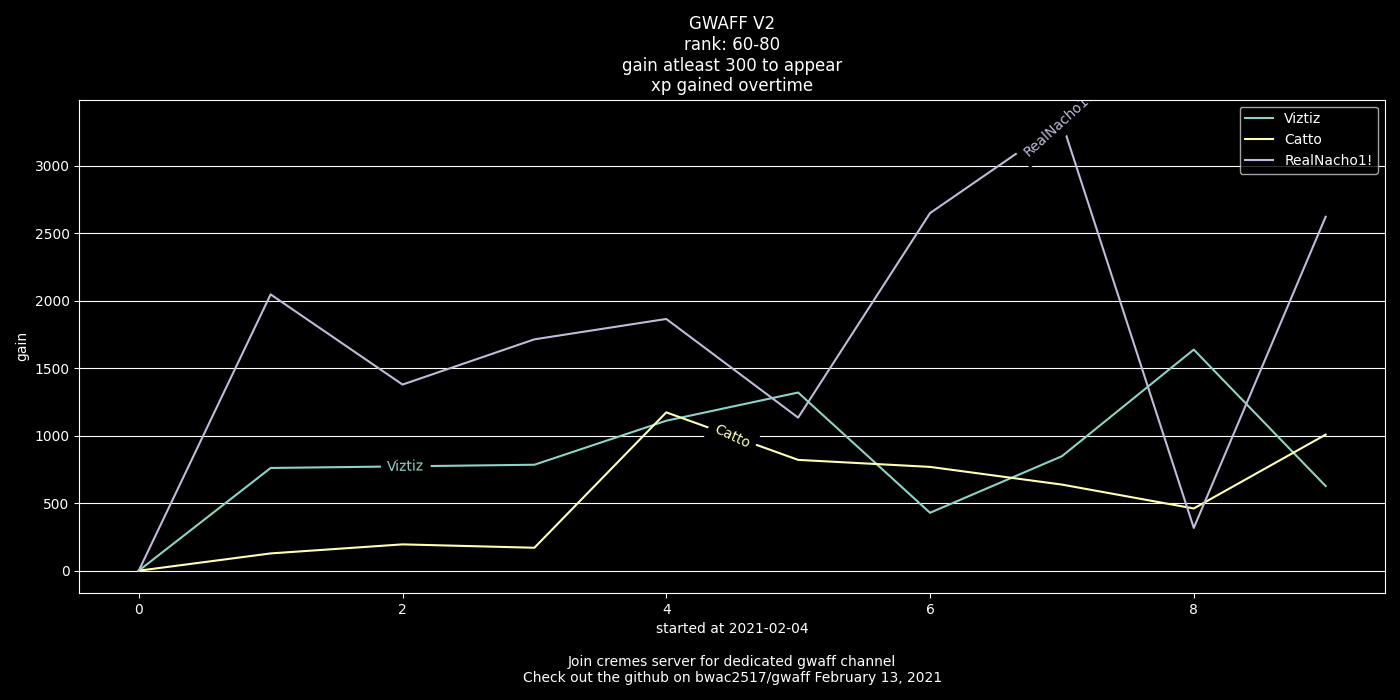 GWAFF V2
rank: 60-80
gain atleast 300 to appear
xp gained overtime
Viztiz
Catto
RealNacho1!
RealNacho1
Catto
Viztiz
3000
2500
2000
1500
1000
500
0
gain
0 2 4 6 8
started at 2021-02-04
Join cremes server for dedicated gwaff channel
Check out the github on bwac2517/gwaff February 13, 2021